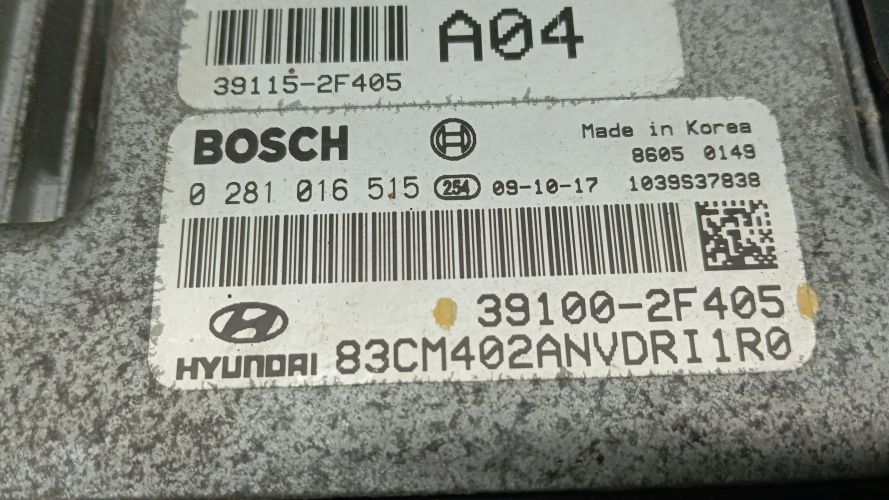 A04
39115-2F405
BOSCH
Made in Korea
8605 0149
0 281 016 515 254 09-10-17 1039S37838
39100-2F405
HYUNDAI 83CM402ANVDRI1R0